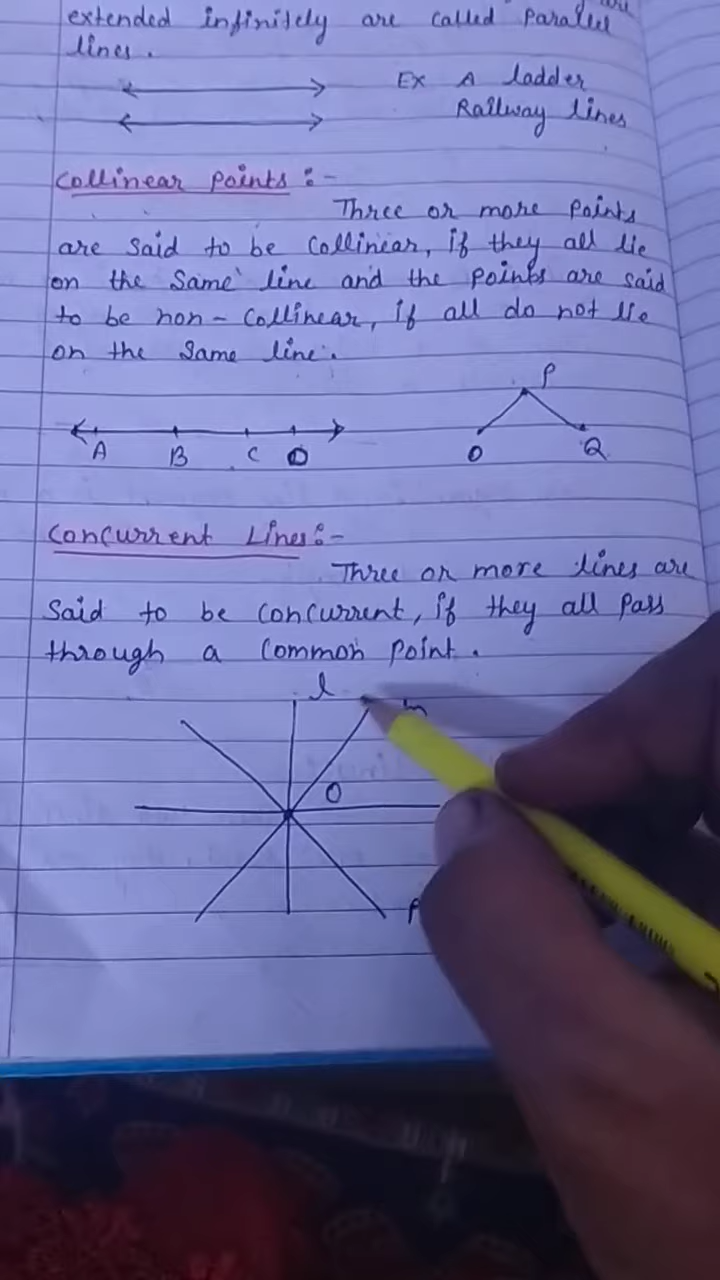 extended infinitely are called Parallel
lines.
Ex A ladder
Railway lines
Collinear Points :-
Three or more Points
are said to be Collinear, if they all lie
on the same line and the points are said
to be non-Collinear, if all do not lie
on the same line.
P
A B C D
O Q
Concurrent Lines:-
Three or more lines are
said to be concurrent, if they all pass
through a common point.
l m
O
P